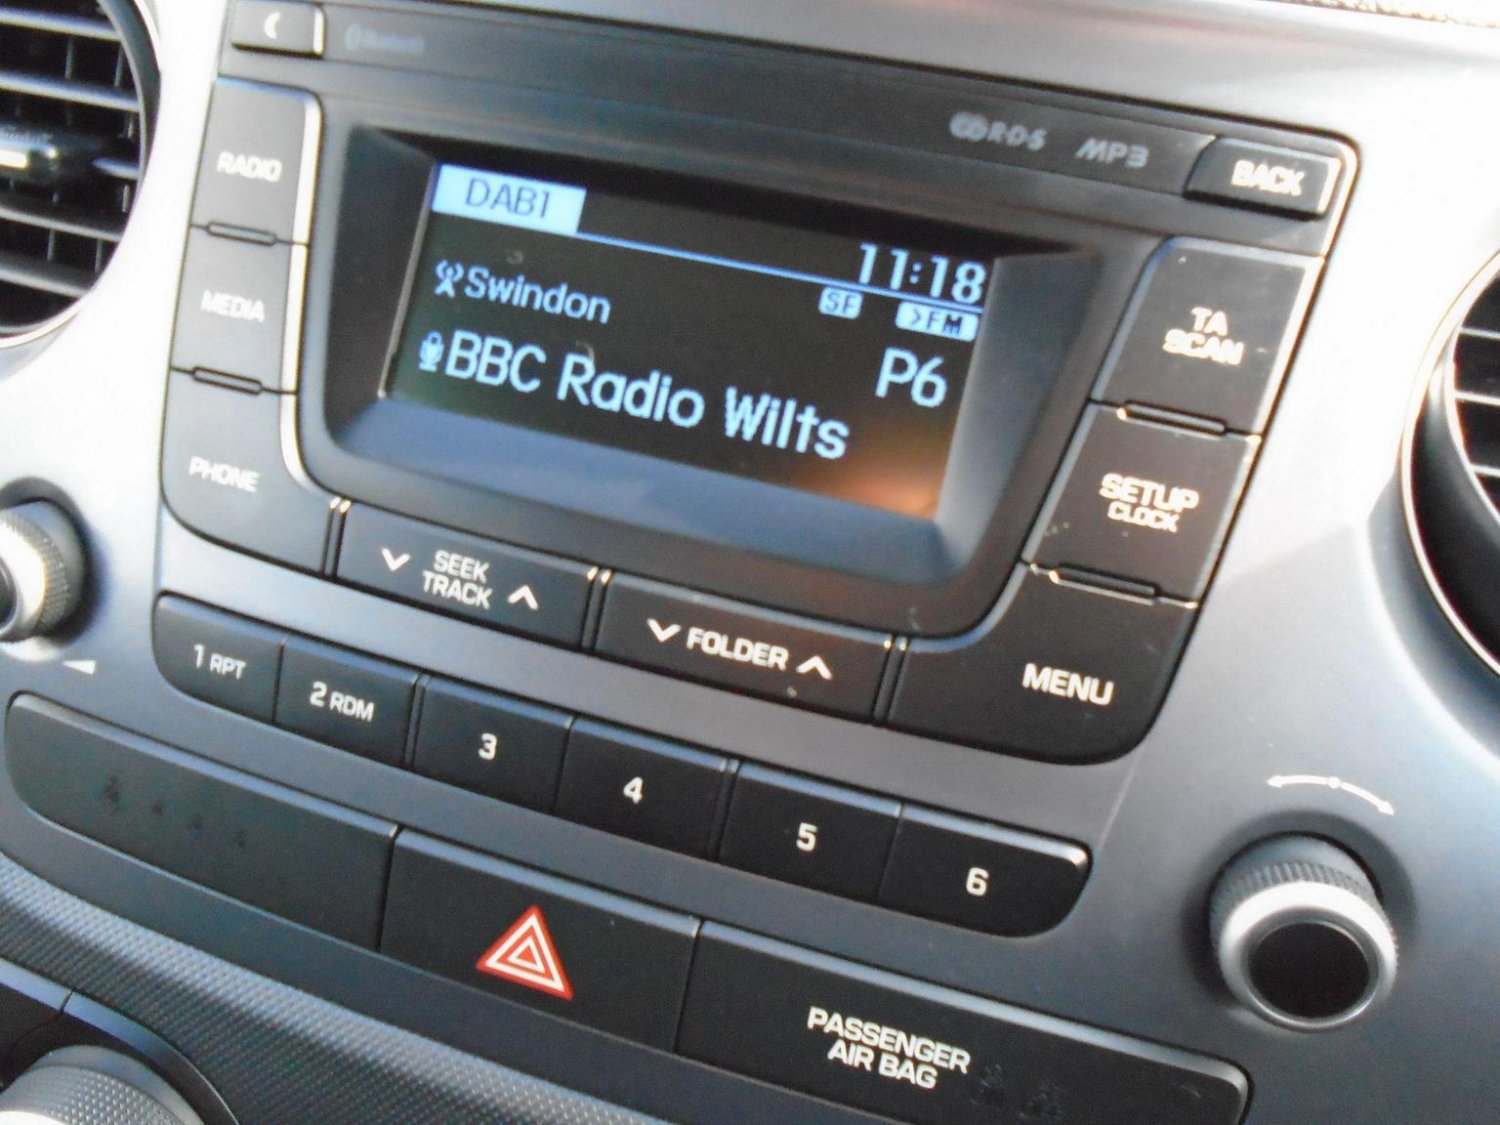 Bluetooth
RDS MP3
BACK
RADIO
DAB1
11:18
Swindon
SF >FM
TA
SCAN
MEDIA
BBC Radio Wilts
P6
SETUP
CLOCK
PHONE
SEEK
TRACK
FOLDER
MENU
1 RPT
2 RDM
3
4
5
6
PASSENGER
AIR BAG